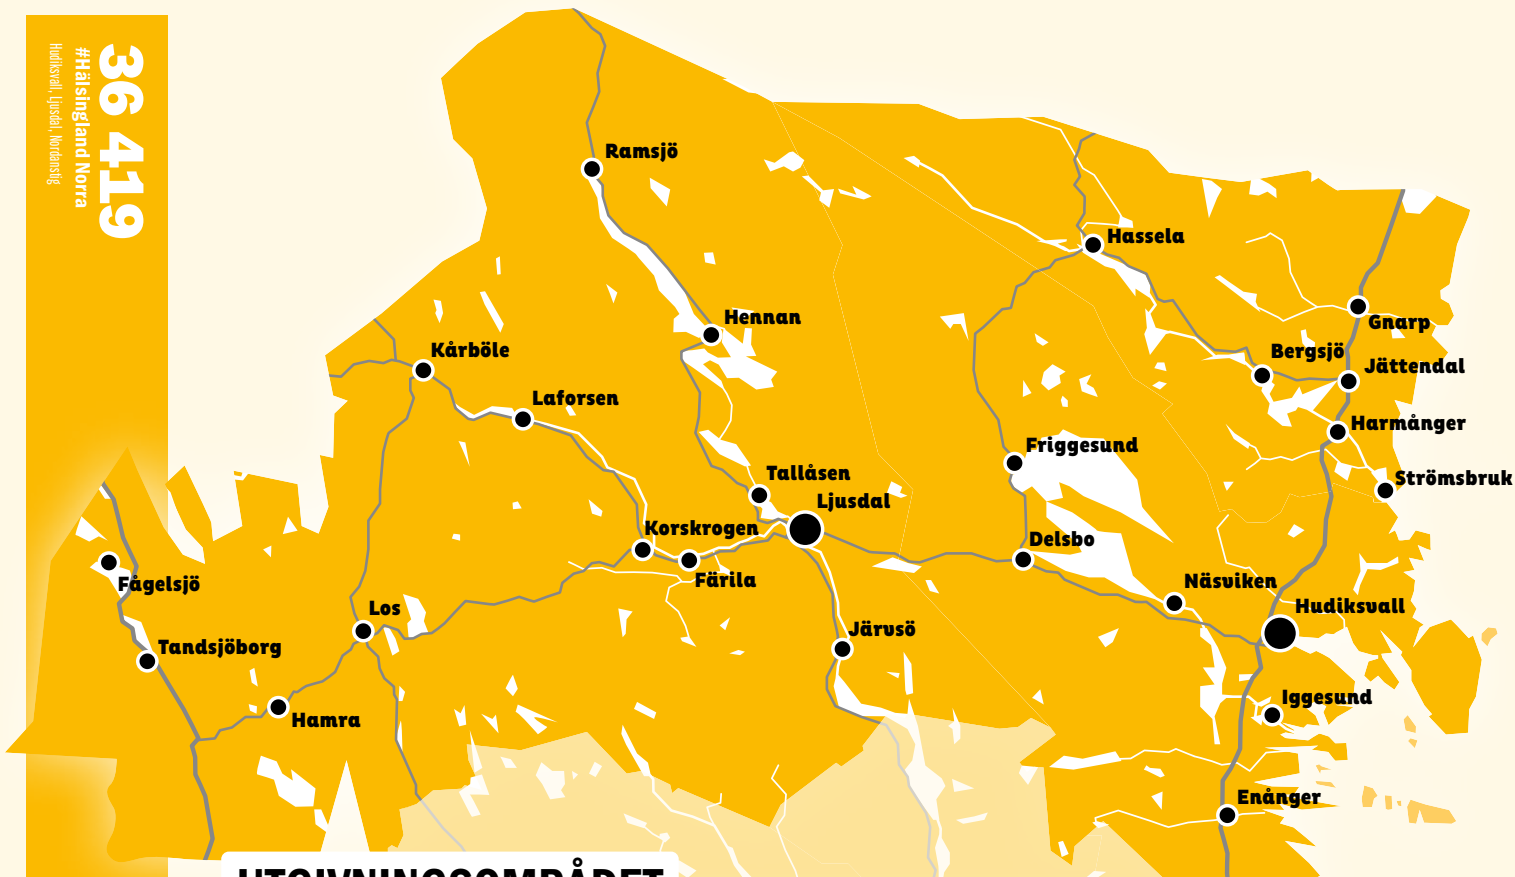 36 419
#Hälsingland Norra
Hudiksvall, Ljusdal, Nordanstig
Ramsjö
Hassela
Hennan
Gnarp
Kårböle
Bergsjö
Jättendal
Laforsen
Harmånger
Friggesund
Tallåsen
Strömsbruk
Ljusdal
Korskrogen
Delsbo
Färila
Näsviken
Fågelsjö
Los
Hudiksvall
Järvsö
Tandsjöborg
Iggesund
Hamra
Enånger
UTGIVNINGSOMRÅDET